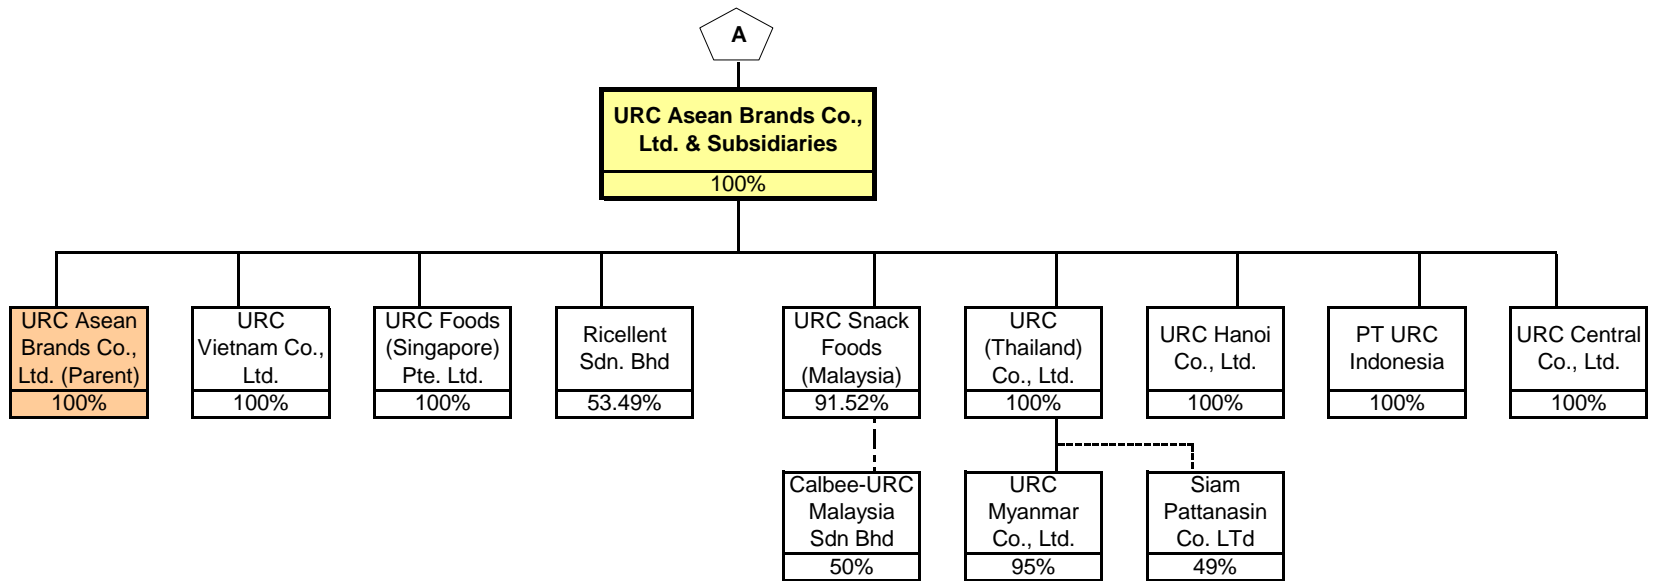 A
URC Asean Brands Co.,
Ltd. & Subsidiaries
100%
URC Asean
Brands Co.,
Ltd. (Parent)
100%
URC
Vietnam Co.,
Ltd.
100%
URC Foods
(Singapore)
Pte. Ltd.
100%
Ricellent
Sdn. Bhd
53.49%
URC Snack
Foods
(Malaysia)
91.52%
URC
(Thailand)
Co., Ltd.
100%
URC Hanoi
Co., Ltd.
100%
PT URC
Indonesia
100%
URC Central
Co., Ltd.
100%
Calbee-URC
Malaysia
Sdn Bhd
50%
URC
Myanmar
Co., Ltd.
95%
Siam
Pattanasin
Co. LTd
49%